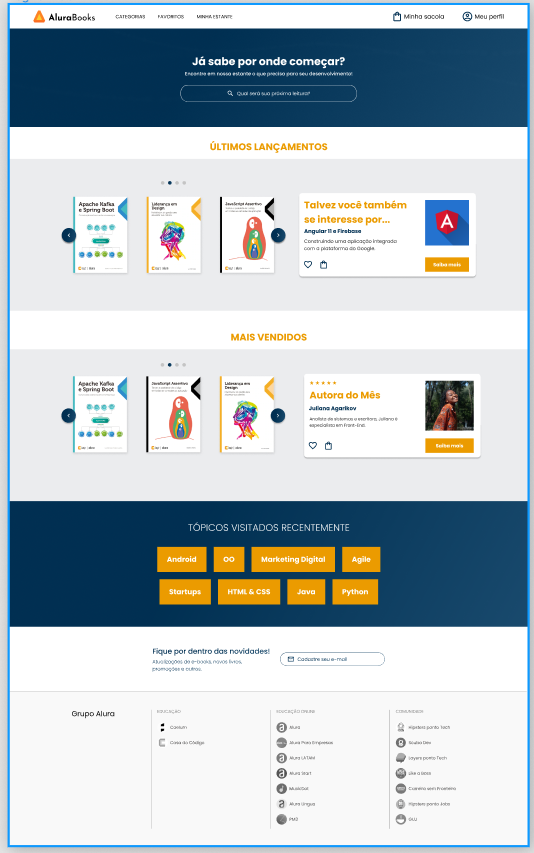 AluraBooks
CATEGORIAS FAVORITOS MINHA ESTANTE
Minha sacola
Meu perfil
Já sabe por onde começar?
Encontre em nossa estante o que precisa para seu desenvolvimento!
Qual será sua próxima leitura?
ÚLTIMOS LANÇAMENTOS
Apache Kafka
e Spring Boot
Liderança em
Design
JavaScript Assertivo
Talvez você também
se interesse por...
Angular 11 e Firebase
Construindo uma aplicação integrada
com a plataforma do Google.
Saiba mais
MAIS VENDIDOS
Apache Kafka
e Spring Boot
JavaScript Assertivo
Liderança em
Design
Autora do Mês
Juliana Agarikov
Analista de sistemas e escritora, Juliana é
especialista em Front-End.
Saiba mais
TÓPICOS VISITADOS RECENTEMENTE
Android
OO
Marketing Digital
Agile
Startups
HTML & CSS
Java
Python
Fique por dentro das novidades!
Atualizações de e-books, novos livros,
promoções e outros.
Cadastre seu e-mail
Grupo Alura
EDUCAÇÃO
Caelum
Casa do Código
EDUCAÇÃO ONLINE
Alura
Alura Para Empresas
Alura LATAM
Alura Start
MusicDot
Alura Língua
PM3
COMUNIDADE
Hipsters ponto Tech
Scuba Dev
Layers ponto Tech
Like a Boss
Carreira sem Fronteira
Hipsters ponto Jobs
GUJ